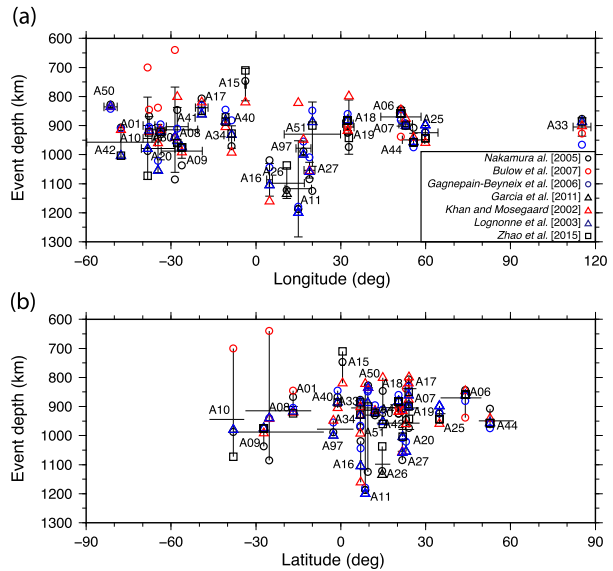 (a)
600
700
800
900
1000
1100
1200
1300
Event depth (km)
A50
A17
A15
A06
A01
A41
A40
A18
A25
A33
A10
A30
A08
A34
A51
A07
A19
A42
A20
A09
A97
A44
A16
A26
A27
A11
Nakamura et al. [2005]
Bulow et al. [2007]
Gagnepain-Beyneix et al. [2006]
Garcia et al. [2011]
Khan and Mosegaard [2002]
Lognonne et al. [2003]
Zhao et al. [2015]
−60 −30 0 30 60 90 120
Longitude (deg)
(b)
600
700
800
900
1000
1100
1200
1300
Event depth (km)
A15
A50
A18
A17
A01
A40
A33
A07
A06
A10
A08
A34
A19
A25
A44
A09
A51
A42
A20
A16
A27
A26
A11
−90 −60 −30 0 30 60 90
Latitude (deg)